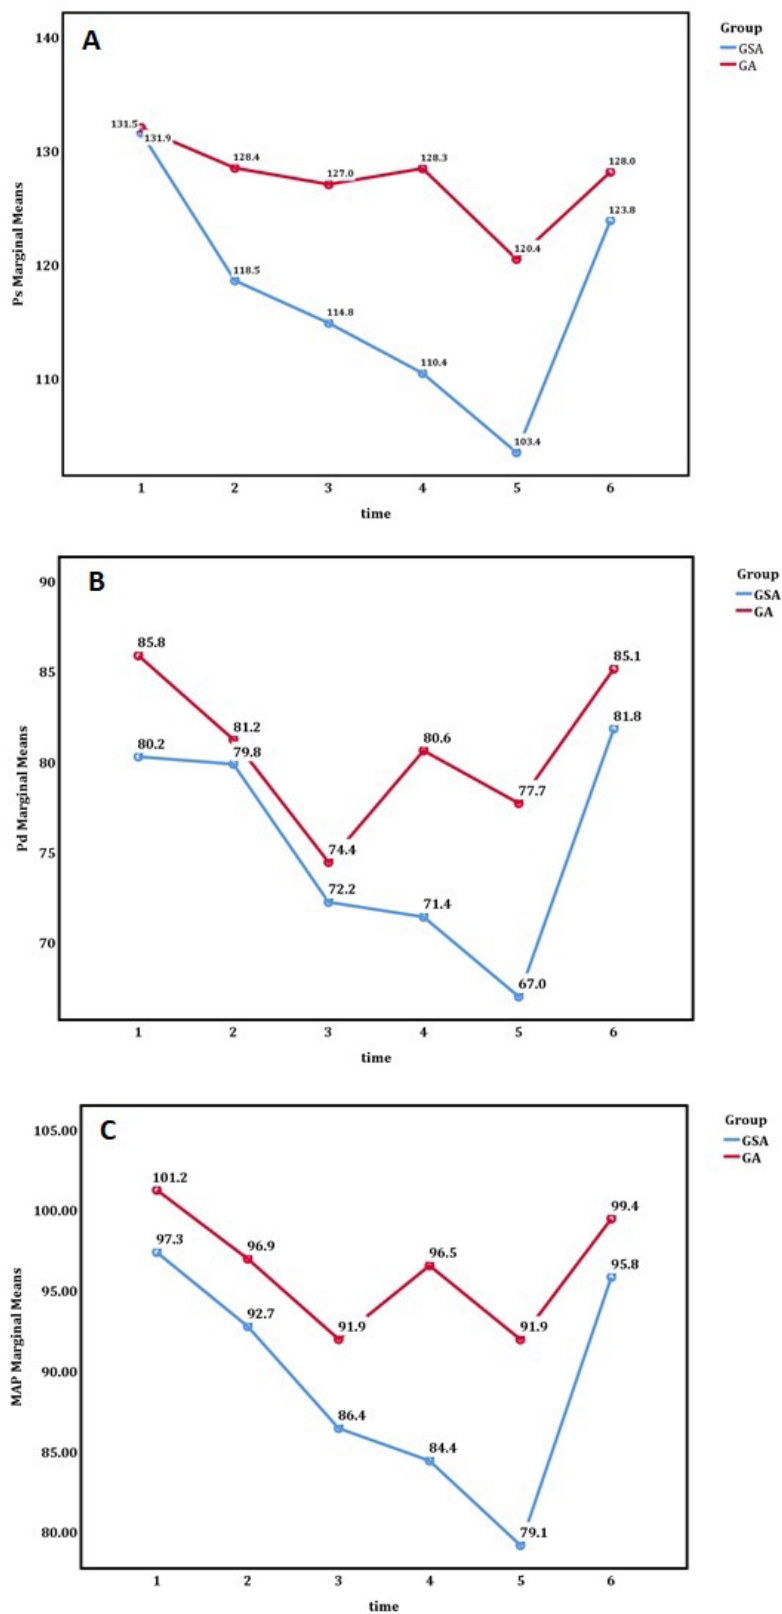 A
Group
GSA
GA
140
130
120
110
Ps Marginal Means
131.5
131.9
128.4
127.0
128.3
120.4
128.0
118.5
114.8
110.4
103.4
123.8
1 2 3 4 5 6
time
B
Group
GSA
GA
90
85
80
75
70
Pd Marginal Means
85.8
81.2
74.4
80.6
77.7
85.1
80.2
79.8
72.2
71.4
67.0
81.8
1 2 3 4 5 6
time
C
Group
GSA
GA
105.00
100.00
95.00
90.00
85.00
80.00
MAP Marginal Means
101.2
96.9
91.9
96.5
91.9
99.4
97.3
92.7
86.4
84.4
79.1
95.8
1 2 3 4 5 6
time